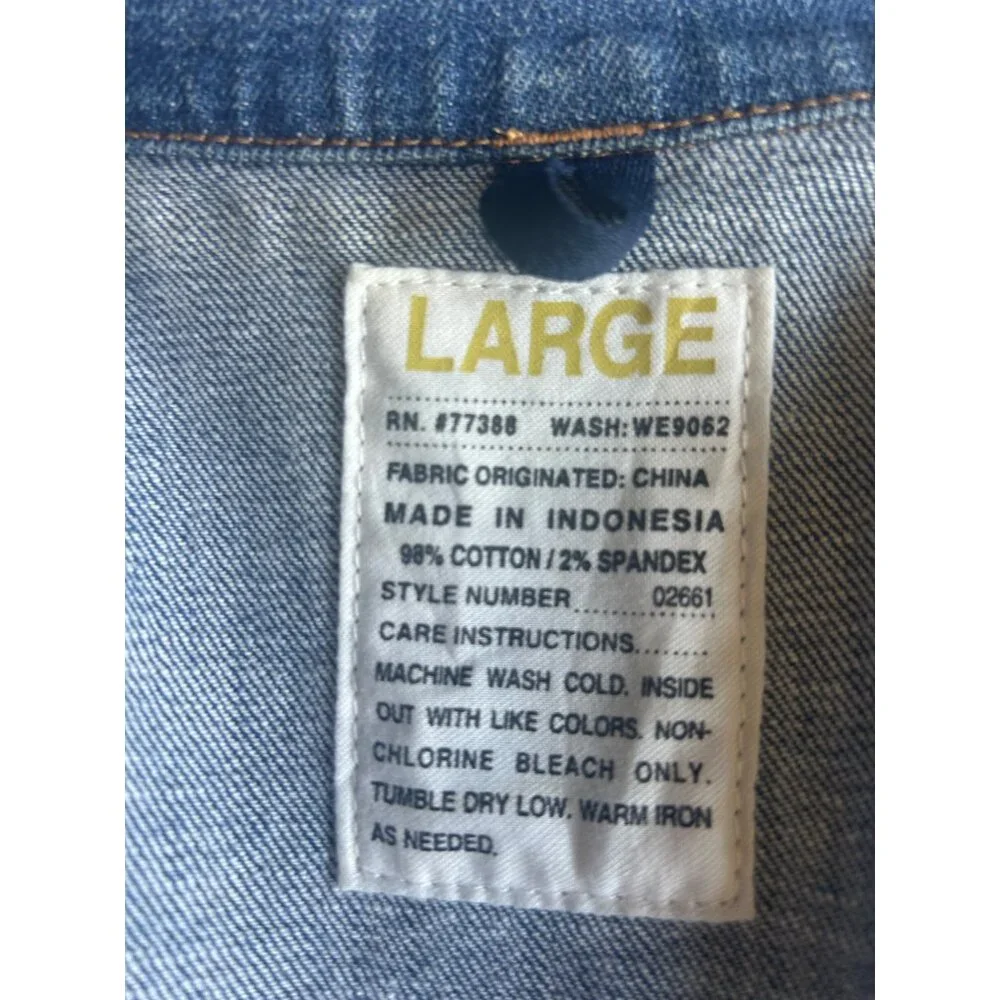 LARGE
RN. #77388 WASH: WE9062
FABRIC ORIGINATED: CHINA
MADE IN INDONESIA
98% COTTON / 2% SPANDEX
STYLE NUMBER......... 02661
CARE INSTRUCTIONS........
MACHINE WASH COLD. INSIDE
OUT WITH LIKE COLORS. NON-
CHLORINE BLEACH ONLY.
TUMBLE DRY LOW. WARM IRON
AS NEEDED.